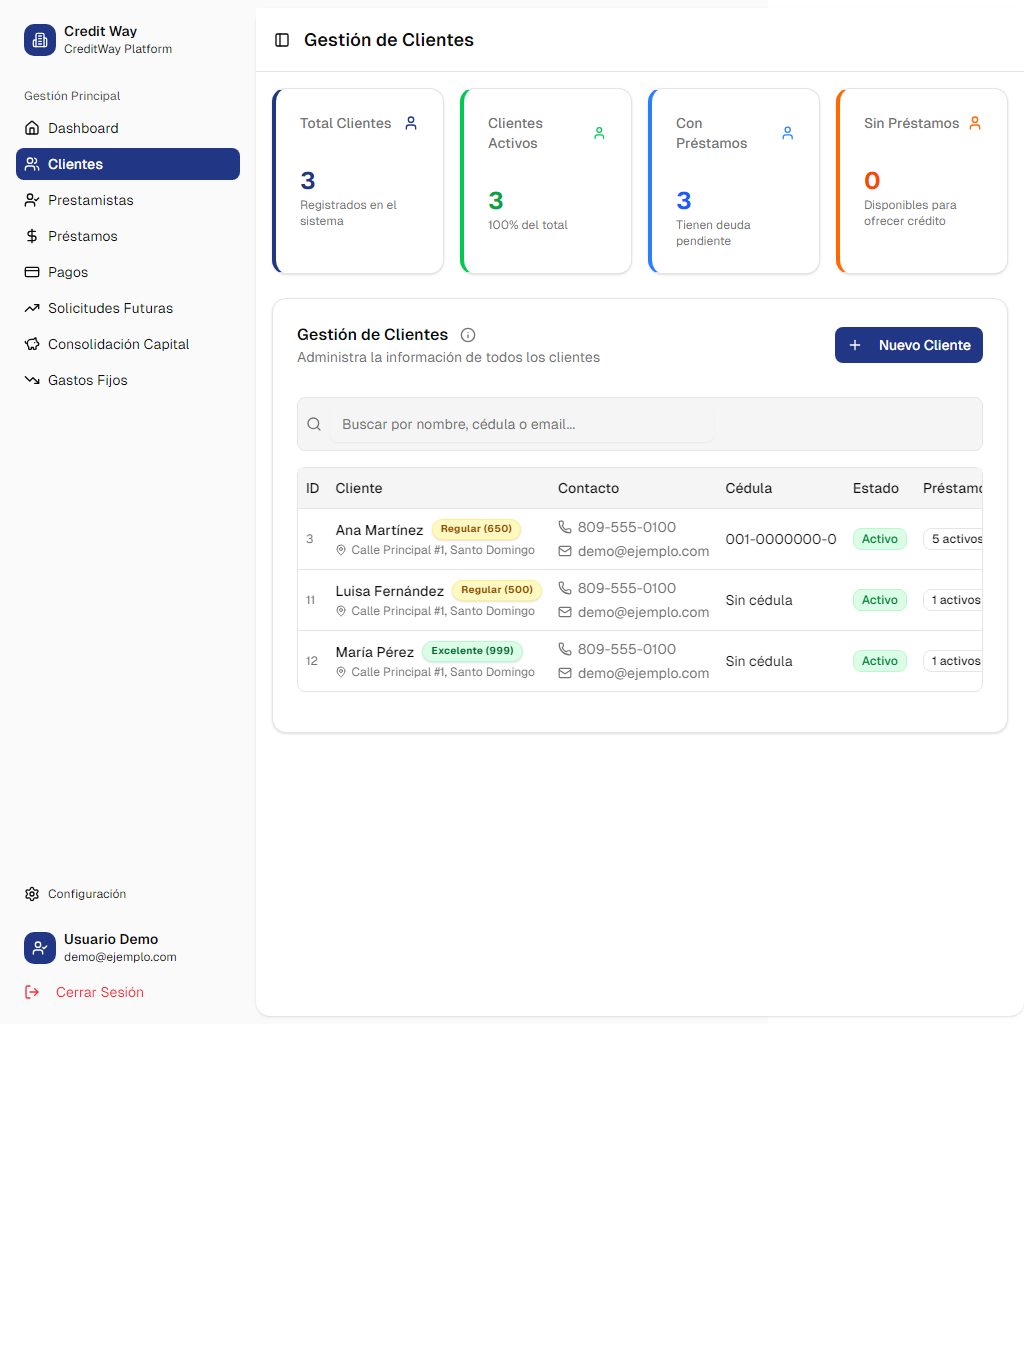 Credit Way
CreditWay Platform
Gestión Principal
Dashboard
Clientes
Prestamistas
Préstamos
Pagos
Solicitudes Futuras
Consolidación Capital
Gastos Fijos
Configuración
Usuario Demo
demo@ejemplo.com
Cerrar Sesión
Gestión de Clientes
Total Clientes
3
Registrados en el
sistema
Clientes
Activos
3
100% del total
Con
Préstamos
3
Tienen deuda
pendiente
Sin Préstamos
0
Disponibles para
ofrecer crédito
Gestión de Clientes
Administra la información de todos los clientes
Nuevo Cliente
Buscar por nombre, cédula o email...
ID Cliente Contacto Cédula Estado Préstamo
3 Ana Martínez Regular (650) 809-555-0100 001-0000000-0 Activo 5 activos
Calle Principal #1, Santo Domingo demo@ejemplo.com
11 Luisa Fernández Regular (500) 809-555-0100 Sin cédula Activo 1 activos
Calle Principal #1, Santo Domingo demo@ejemplo.com
12 María Pérez Excelente (999) 809-555-0100 Sin cédula Activo 1 activos
Calle Principal #1, Santo Domingo demo@ejemplo.com